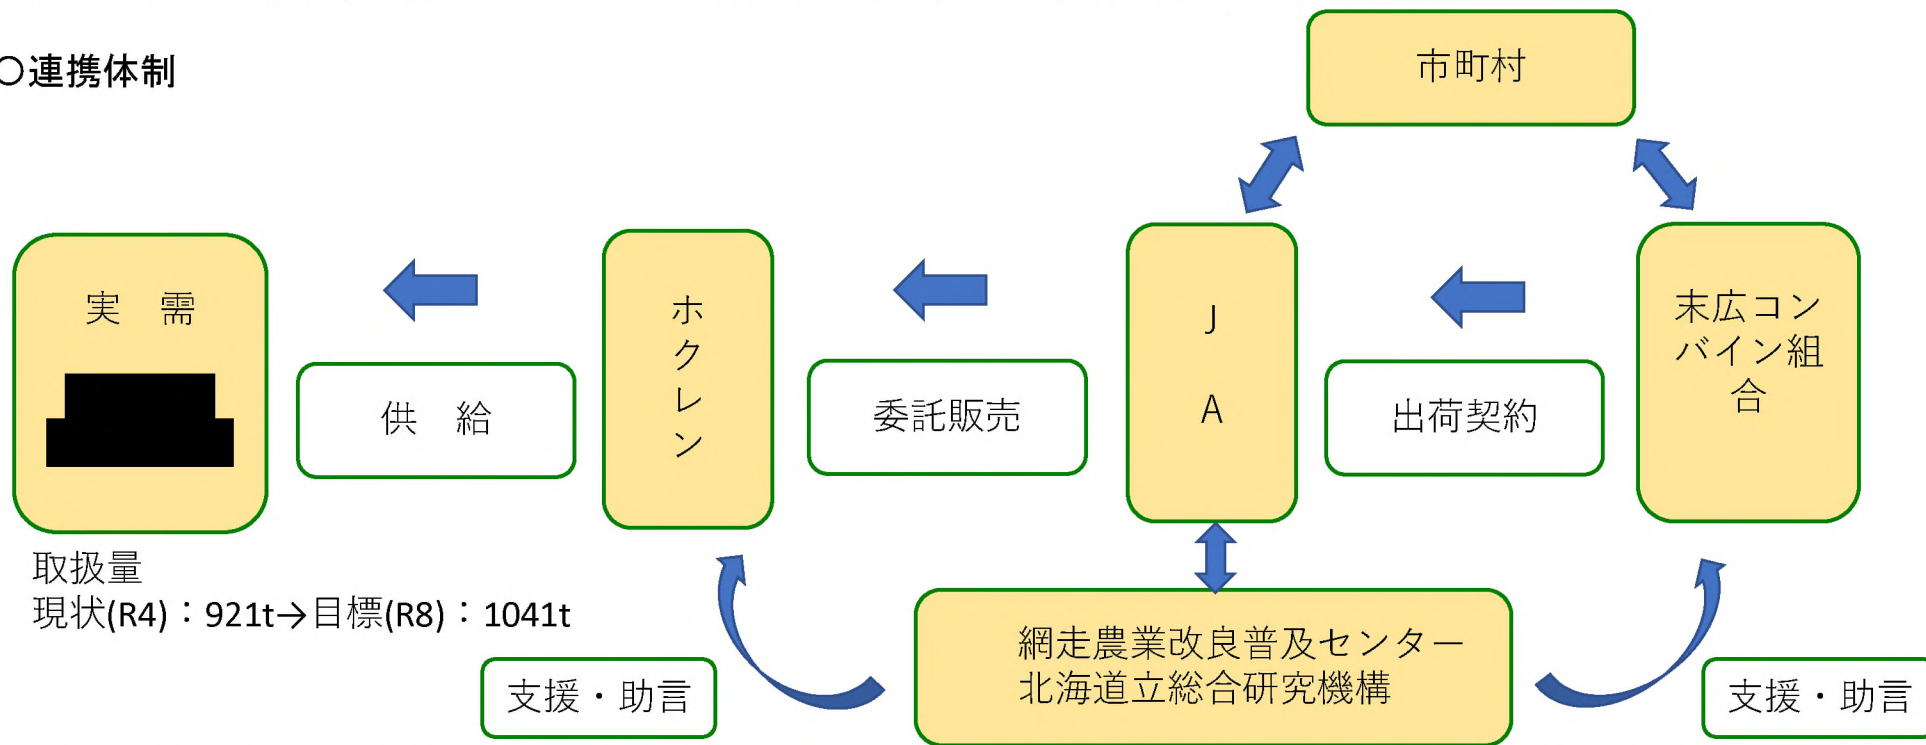 ○連携体制
市町村
実　需
供　給
ホクレン
委託販売
ＪＡ
出荷契約
末広コン
バイン組
合
取扱量
現状(R4)：921t→目標(R8)：1041t
支援・助言
網走農業改良普及センター
北海道立総合研究機構
支援・助言